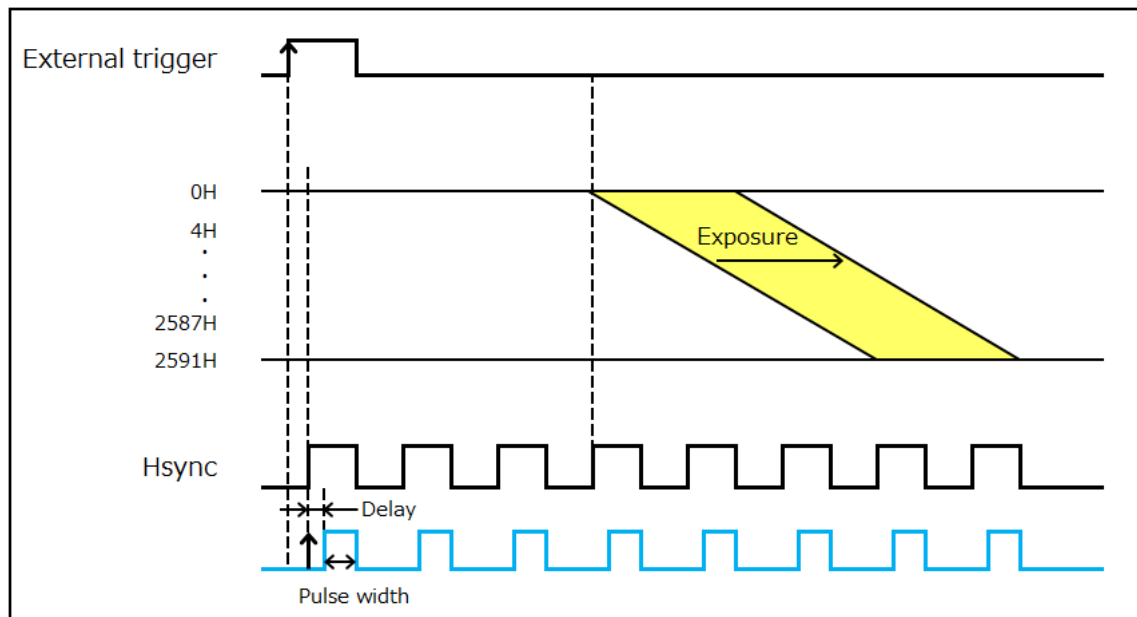 External trigger
0H
4H
.
.
.
2587H
2591H
Exposure
Hsync
Delay
Pulse width